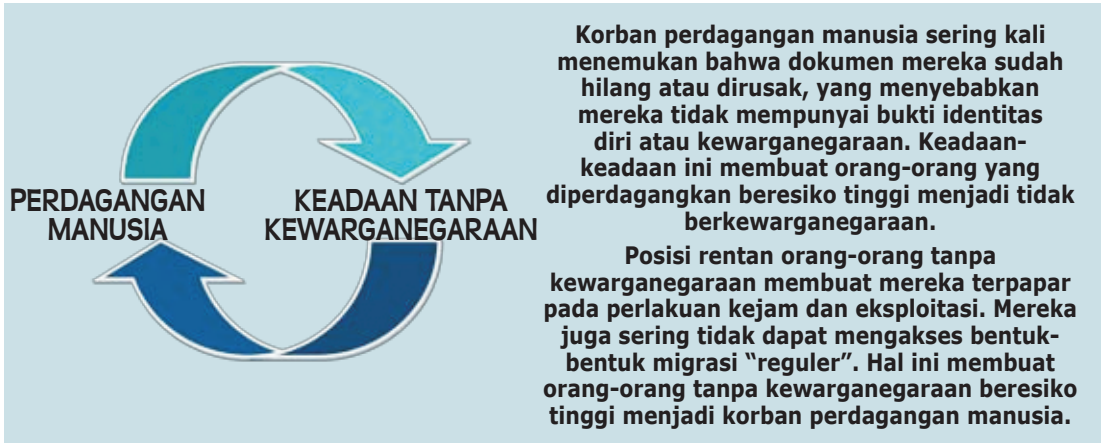 PERDAGANGAN
MANUSIA
KEADAAN TANPA
KEWARGANEGARAAN
Korban perdagangan manusia sering kali
menemukan bahwa dokumen mereka sudah
hilang atau dirusak, yang menyebabkan
mereka tidak mempunyai bukti identitas
diri atau kewarganegaraan. Keadaan-
keadaan ini membuat orang-orang yang
diperdagangkan beresiko tinggi menjadi tidak
berkewarganegaraan.
Posisi rentan orang-orang tanpa
kewarganegaraan membuat mereka terpapar
pada perlakuan kejam dan eksploitasi. Mereka
juga sering tidak dapat mengakses bentuk-
bentuk migrasi “reguler”. Hal ini membuat
orang-orang tanpa kewarganegaraan beresiko
tinggi menjadi korban perdagangan manusia.